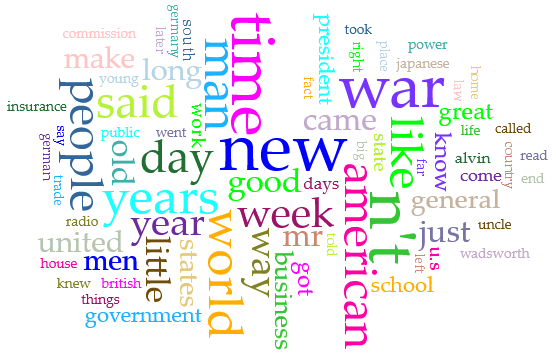 commission
germany
later
south
time
president
took
right
place
power
japanese
make
young
long
man
fact
war
home
law
insurance
people
said
work
came
like
great
life
called
say
german
public
went
old
day
new
state
big
know
far
alvin
country
read
trade
years
good
days
american
n't
come
end
general
radio
year
week
world
way
mr
told
just
uncle
united
states
little
men
house
business
got
left
u.s
wadsworth
knew
british
things
school
government